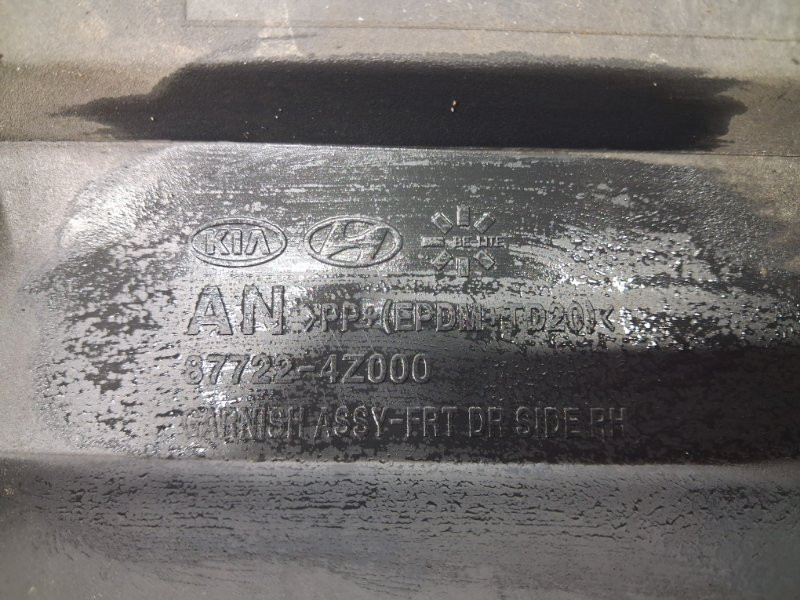 KIA
AN >PP+(EPDM-TD20)<
87722-4Z000
GARNISH ASSY-FRT DR SIDE RH